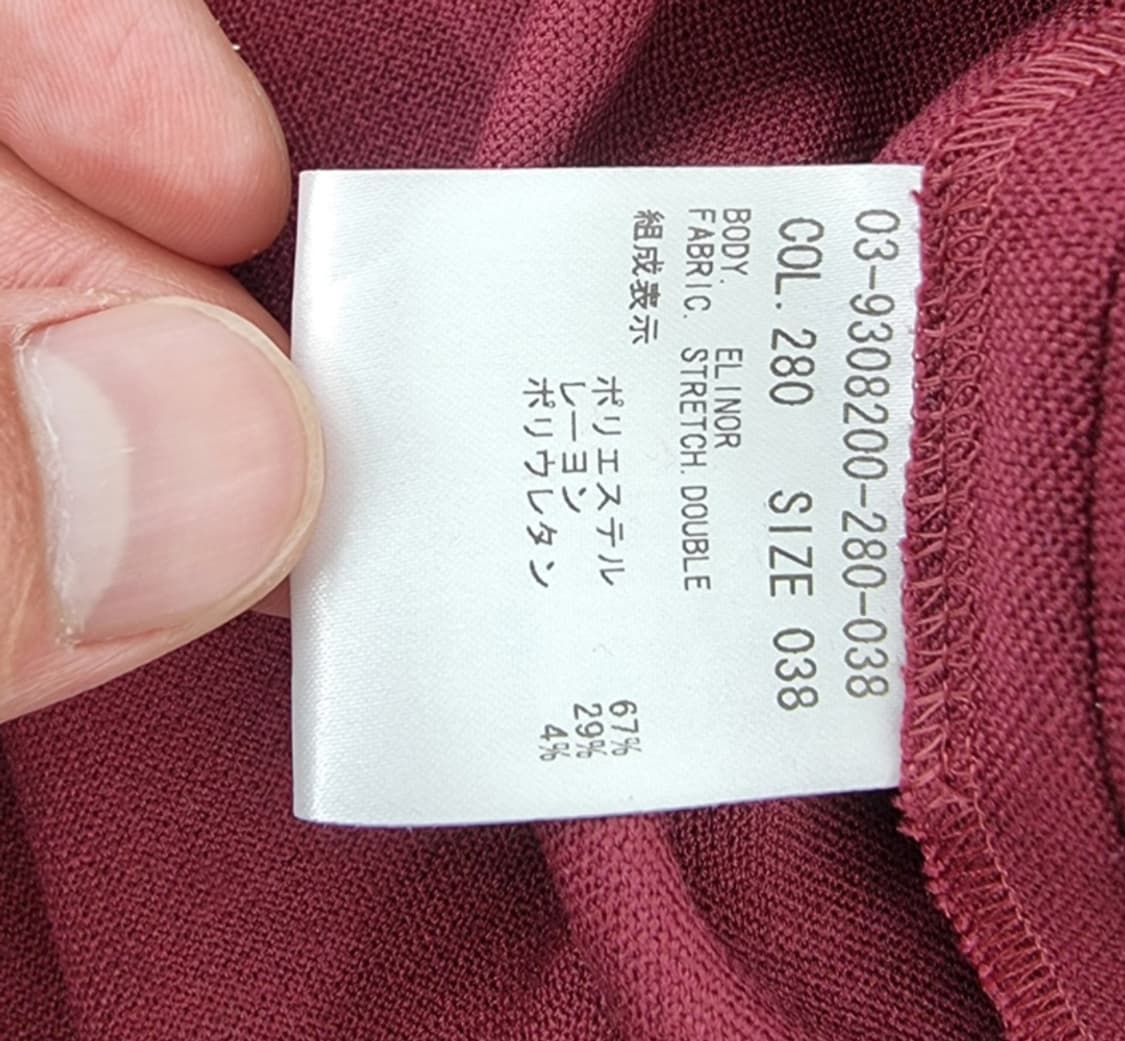 03-9308200-280-038
COL. 280 SIZE 038
BODY. ELINOR
FABRIC. STRETCH. DOUBLE
組成表示
ポリエステル 67%
レーヨン 29%
ポリウレタン 4%